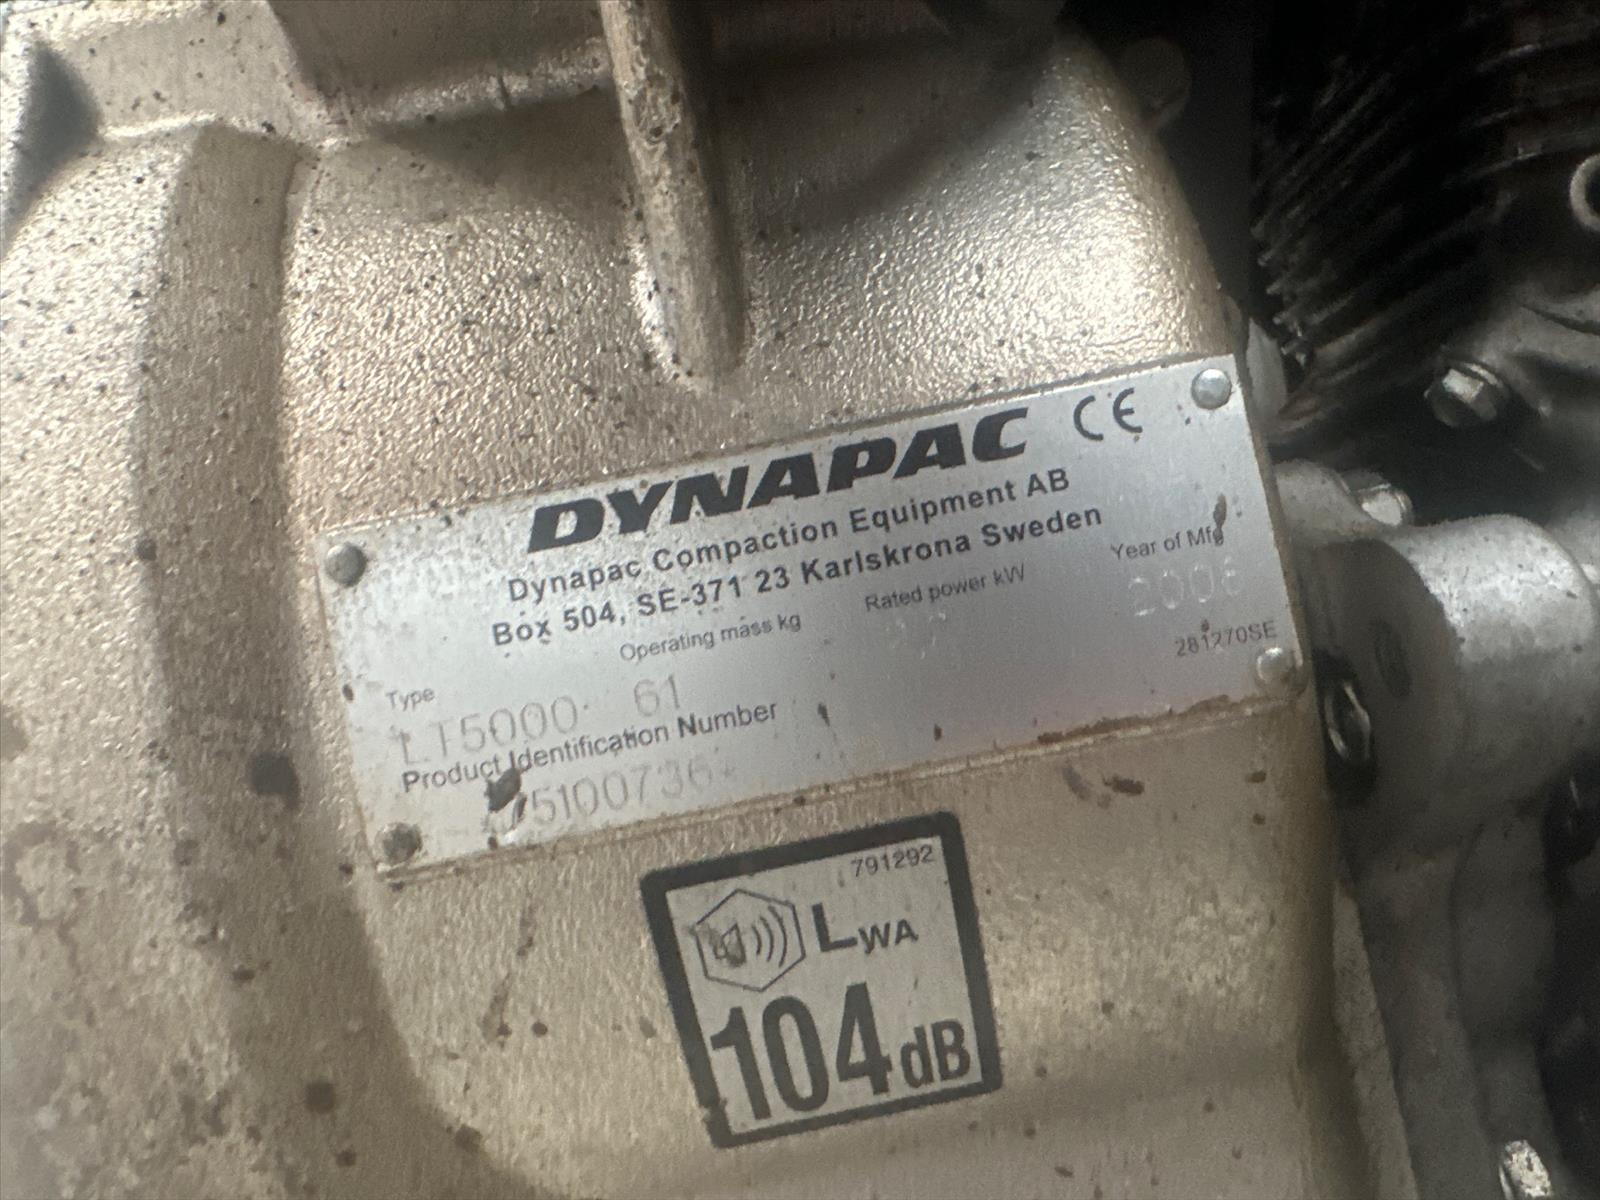 DYNAPAC CE
Dynapac Compaction Equipment AB
Box 504, SE-371 23 Karlskrona Sweden
Type Operating mass kg Rated power kW Year of Mfg
LT5000 61 2006
281270SE
Product Identification Number
791292
LWA
104dB